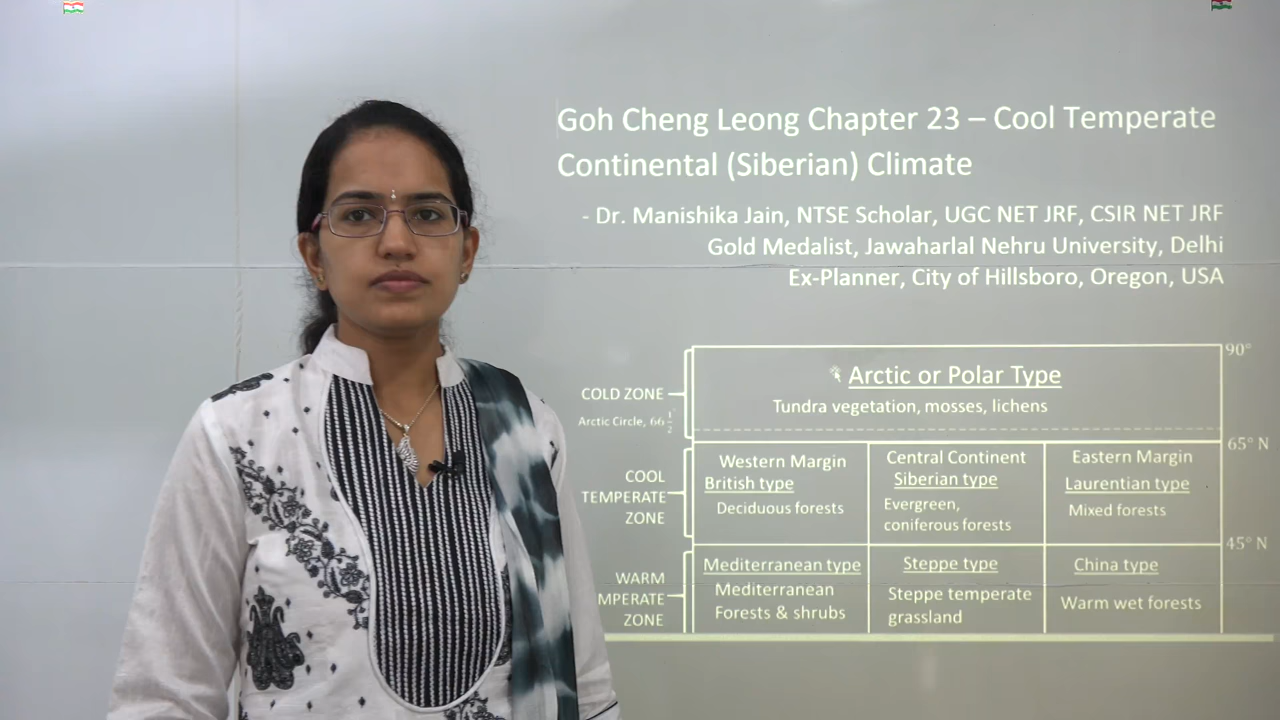 Goh Cheng Leong Chapter 23 – Cool Temperate
Continental (Siberian) Climate
- Dr. Manishika Jain, NTSE Scholar, UGC NET JRF, CSIR NET JRF
Gold Medalist, Jawaharlal Nehru University, Delhi
Ex-Planner, City of Hillsboro, Oregon, USA
90°
COLD ZONE
Arctic or Polar Type
Tundra vegetation, mosses, lichens
Arctic Circle, 66½°
65° N
COOL
TEMPERATE
ZONE
Western Margin
British type
Deciduous forests
Central Continent
Siberian type
Evergreen,
coniferous forests
Eastern Margin
Laurentian type
Mixed forests
45° N
WARM
MPERATE
ZONE
Mediterranean type
Mediterranean
Forests & shrubs
Steppe type
Steppe temperate
grassland
China type
Warm wet forests